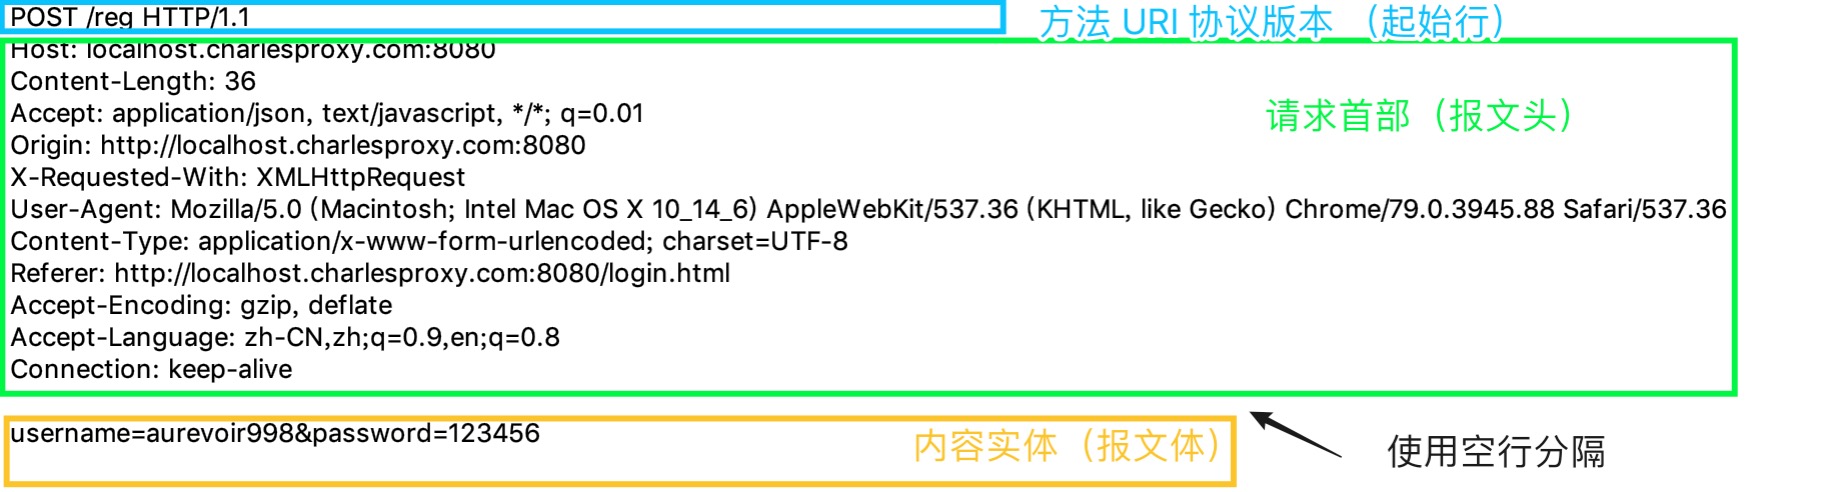 POST /reg HTTP/1.1
方法 URI 协议版本 （起始行）
Host: localhost.charlesproxy.com:8080
Content-Length: 36
Accept: application/json, text/javascript, */*; q=0.01
请求首部（报文头）
Origin: http://localhost.charlesproxy.com:8080
X-Requested-With: XMLHttpRequest
User-Agent: Mozilla/5.0 (Macintosh; Intel Mac OS X 10_14_6) AppleWebKit/537.36 (KHTML, like Gecko) Chrome/79.0.3945.88 Safari/537.36
Content-Type: application/x-www-form-urlencoded; charset=UTF-8
Referer: http://localhost.charlesproxy.com:8080/login.html
Accept-Encoding: gzip, deflate
Accept-Language: zh-CN,zh;q=0.9,en;q=0.8
Connection: keep-alive
username=aurevoir998&password=123456
内容实体（报文体）
使用空行分隔